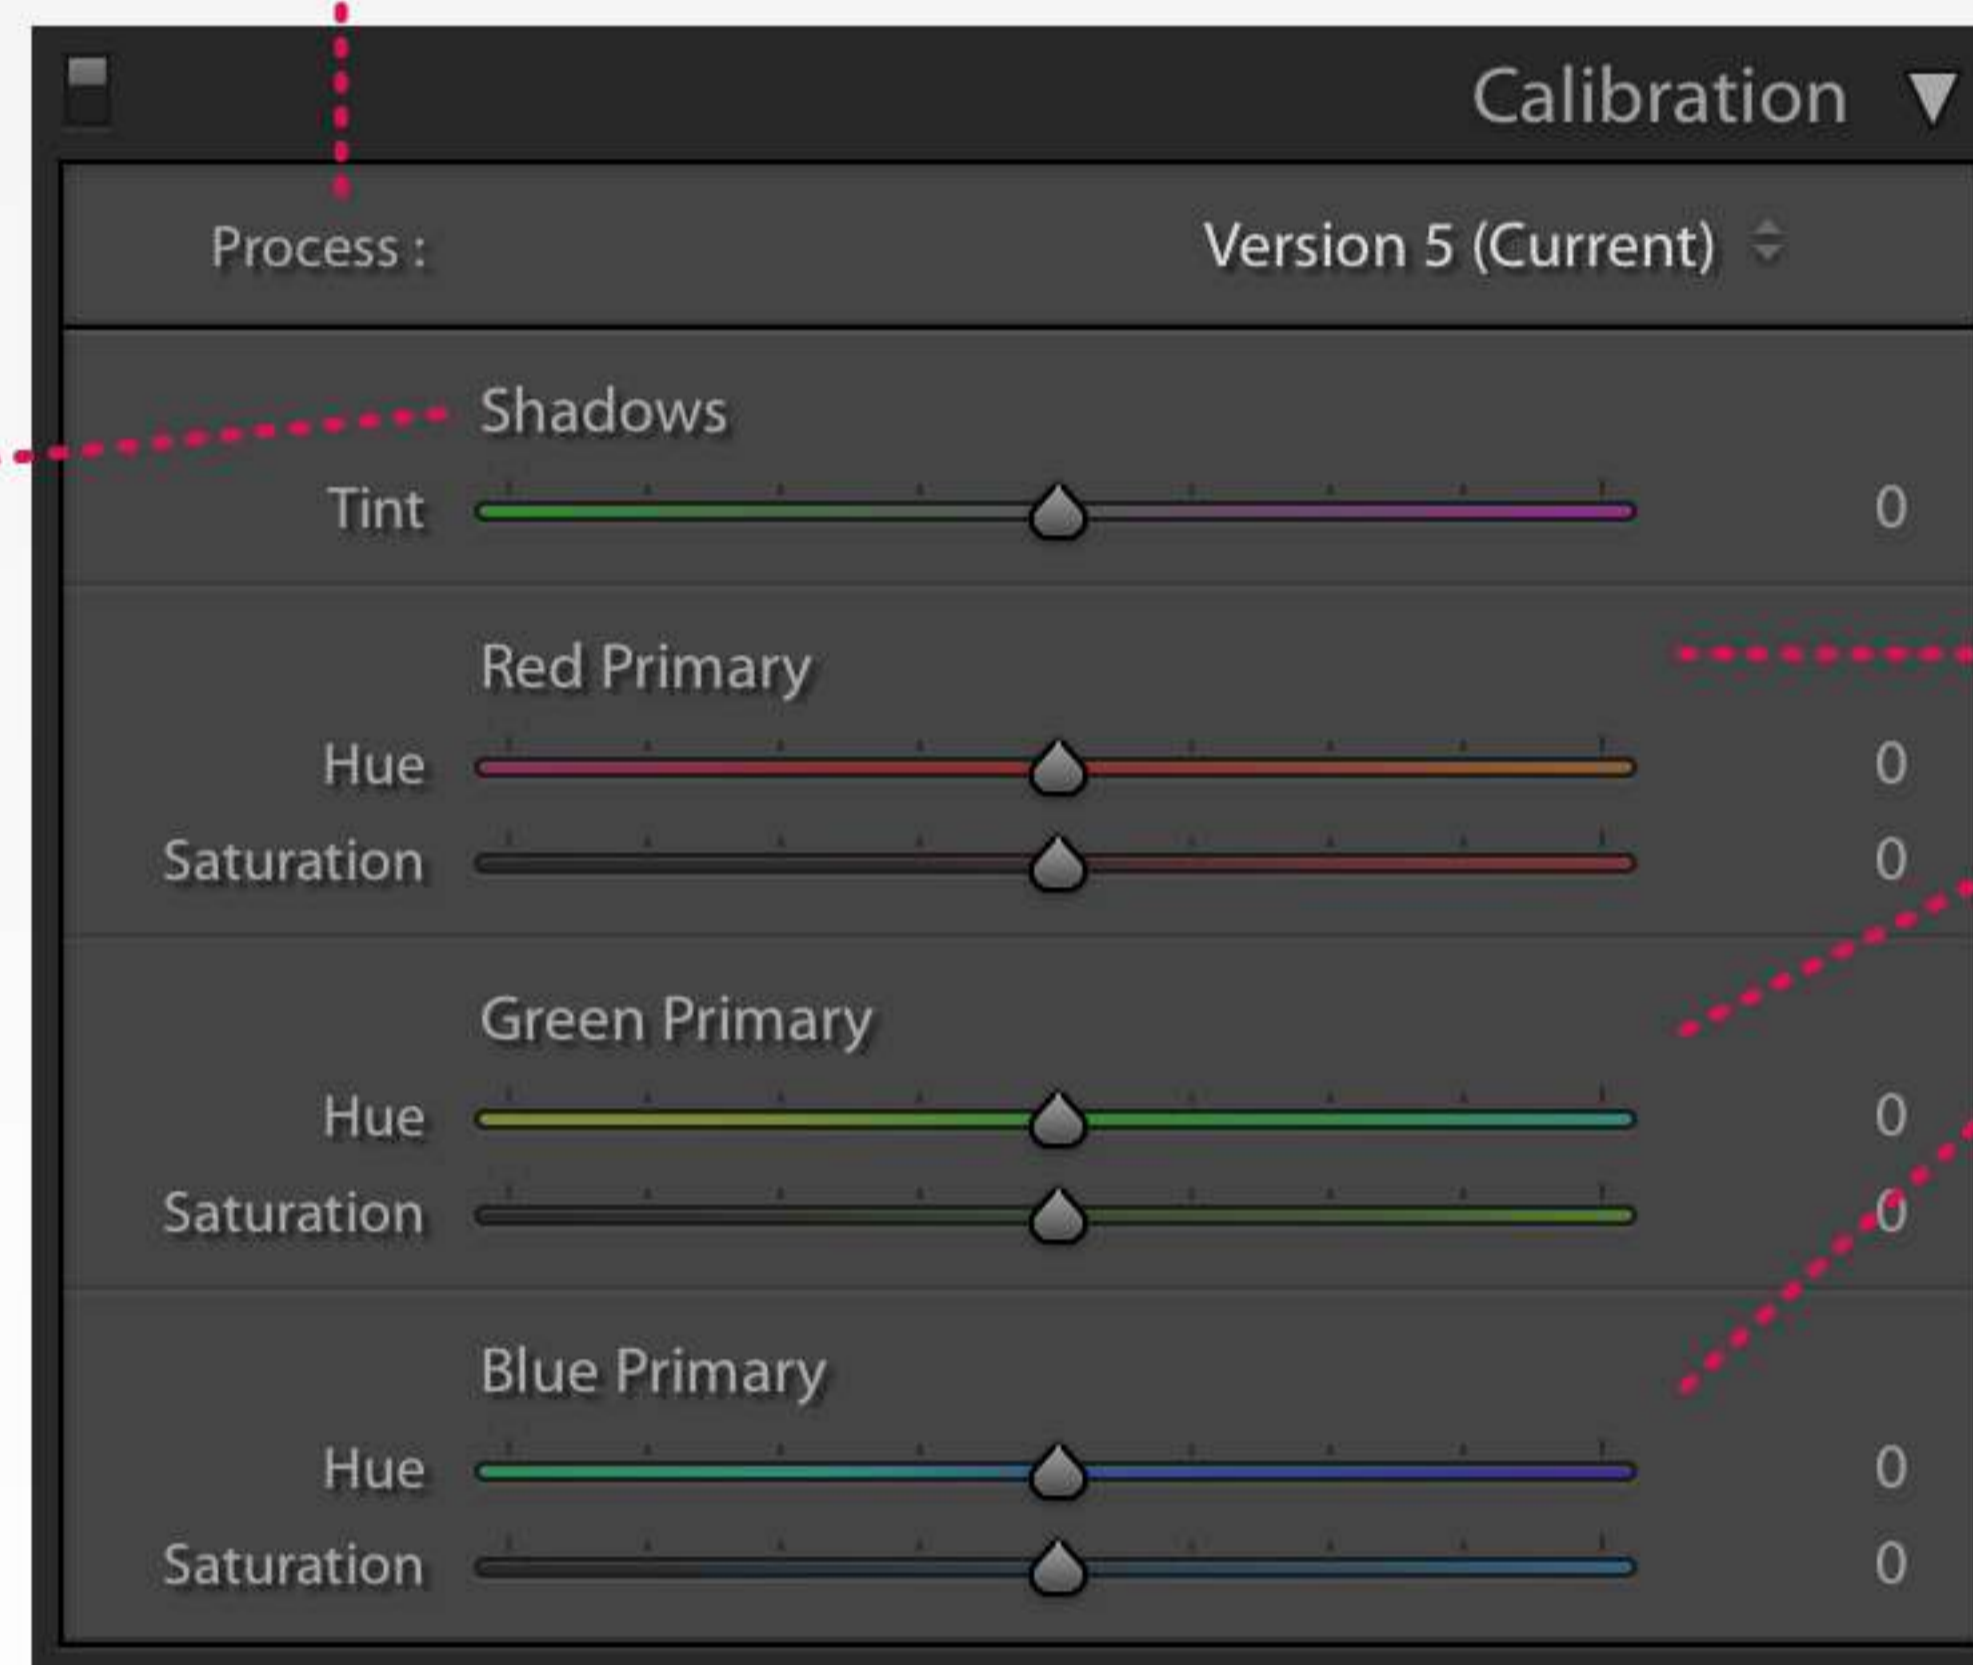 Calibration
Process : Version 5 (Current)
Shadows
Tint 0
Red Primary
Hue 0
Saturation 0
Green Primary
Hue 0
Saturation 0
Blue Primary
Hue 0
Saturation 0